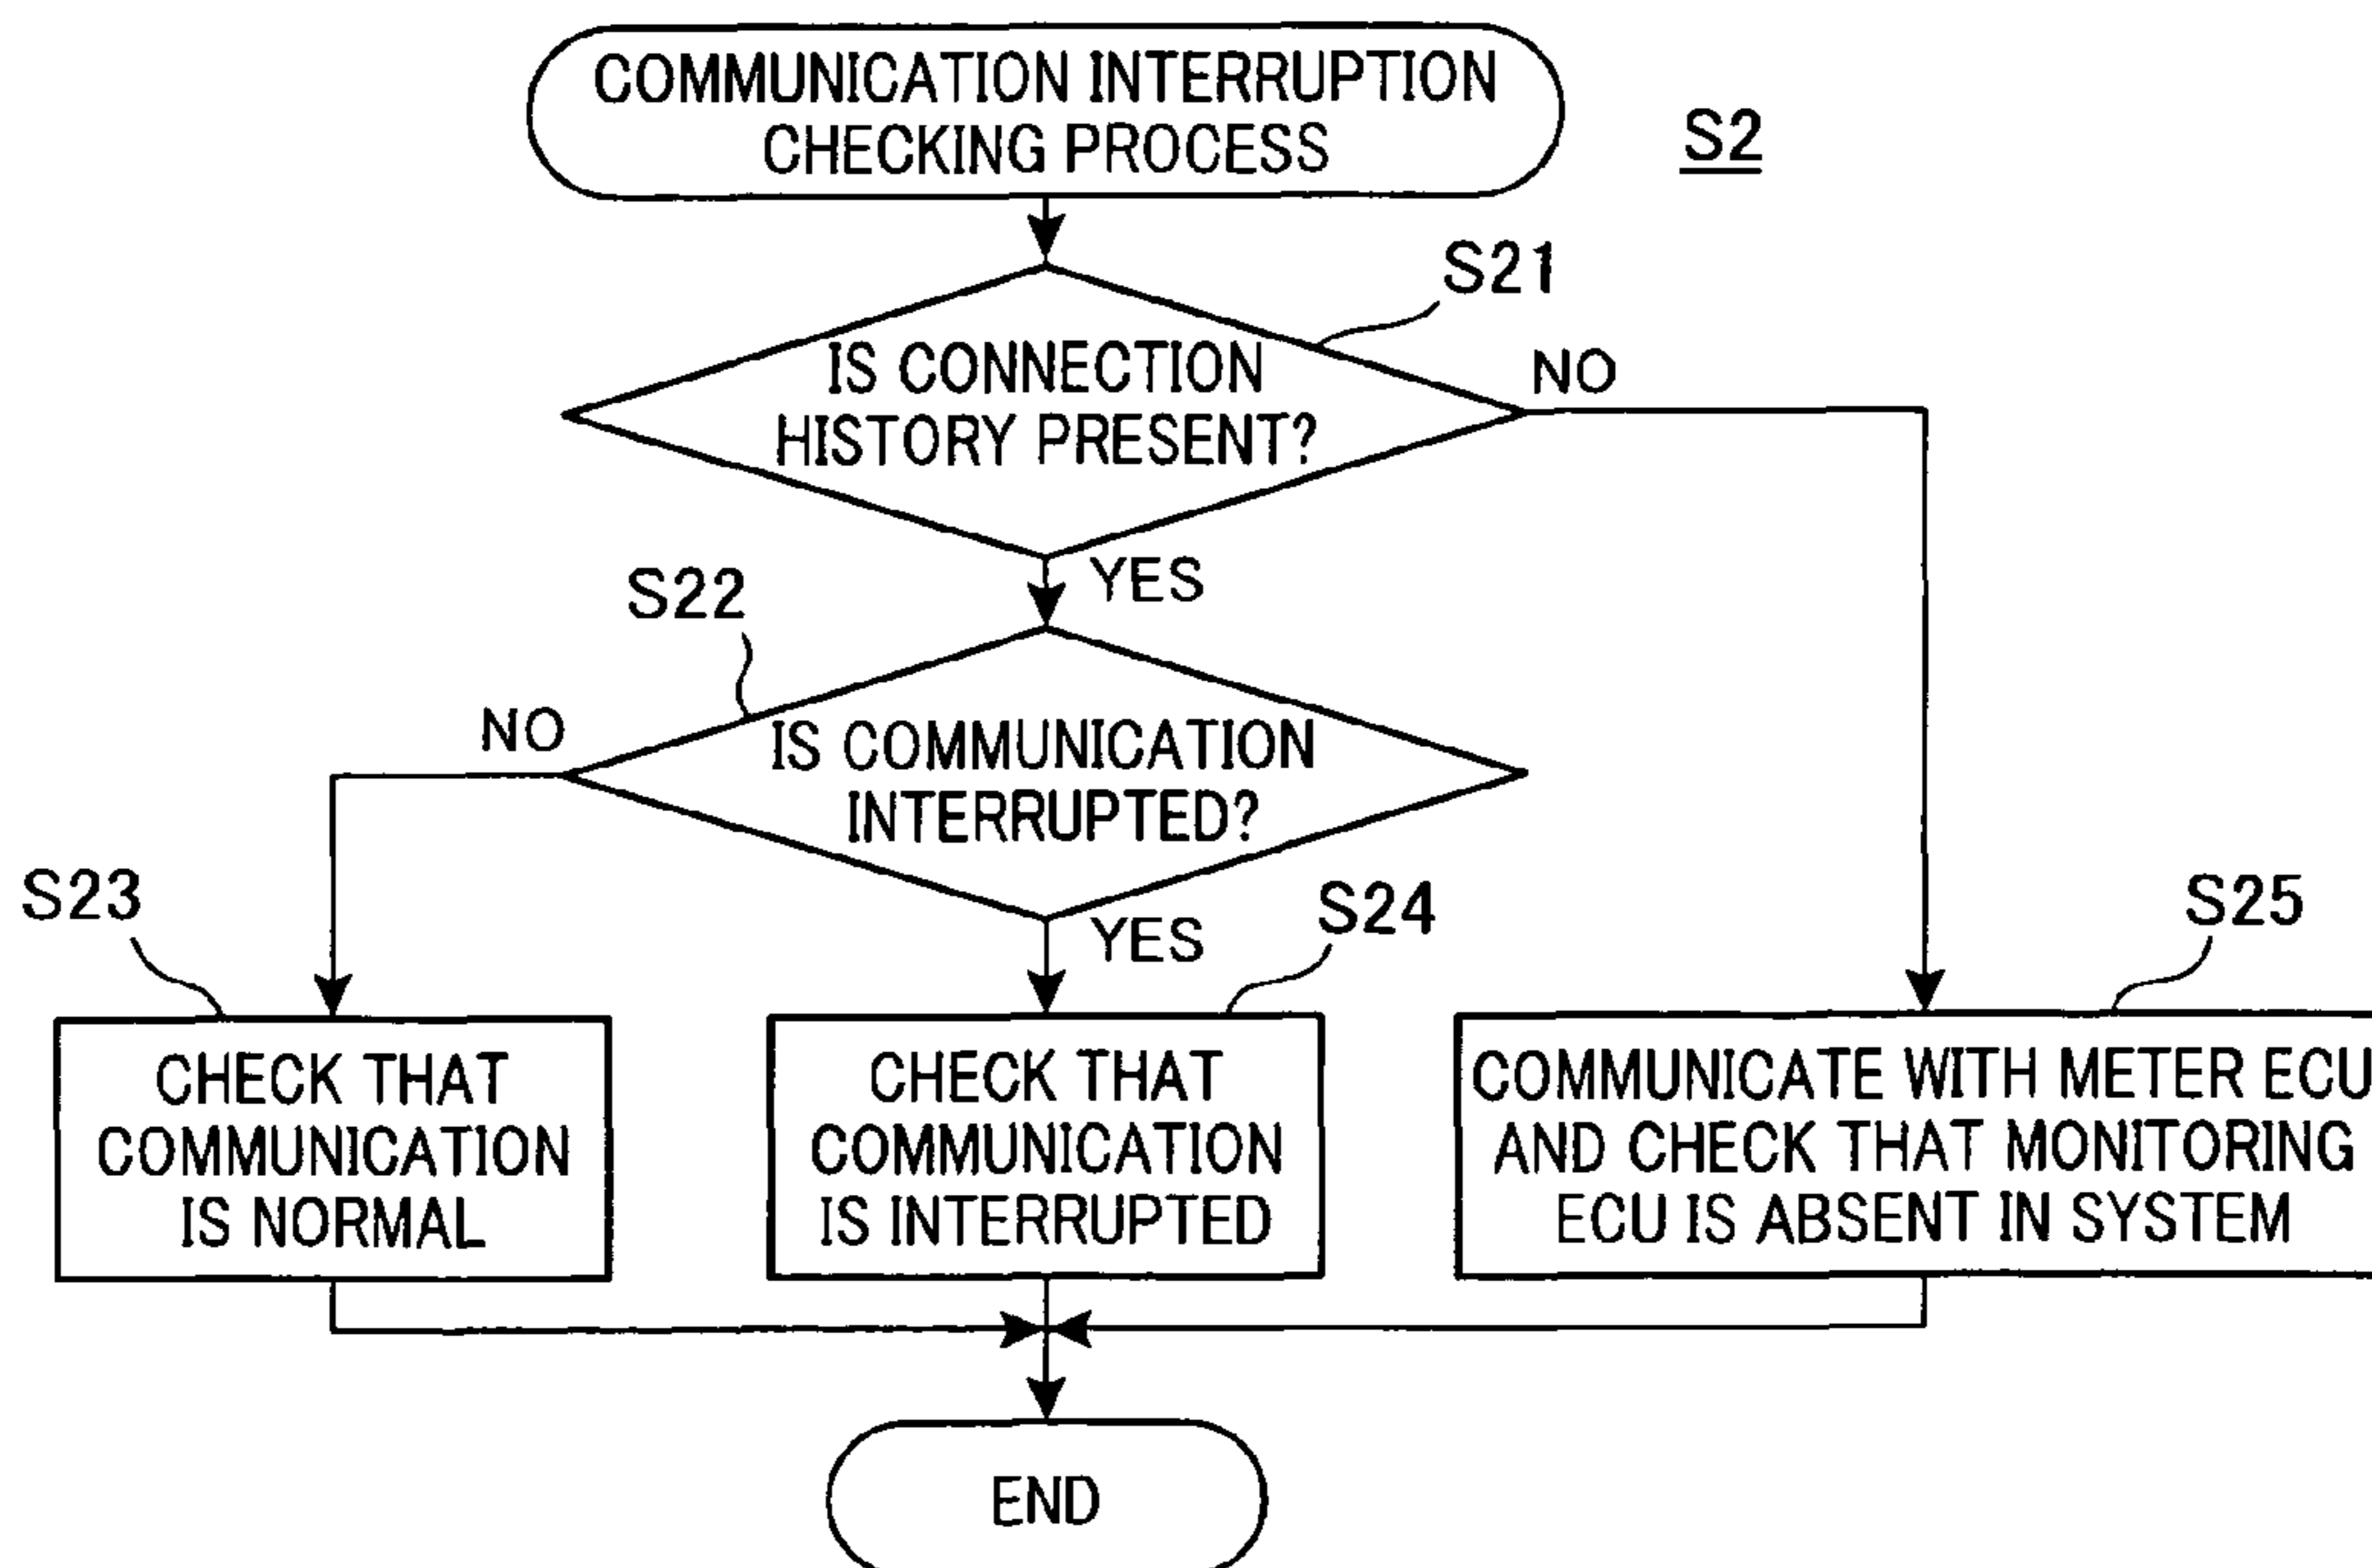 COMMUNICATION INTERRUPTION
CHECKING PROCESS
S2
S21
IS CONNECTION
HISTORY PRESENT?
NO
YES
S22
NO
IS COMMUNICATION
INTERRUPTED?
YES
S23
S24
S25
CHECK THAT
COMMUNICATION
IS NORMAL
CHECK THAT
COMMUNICATION
IS INTERRUPTED
COMMUNICATE WITH METER ECU
AND CHECK THAT MONITORING
ECU IS ABSENT IN SYSTEM
END